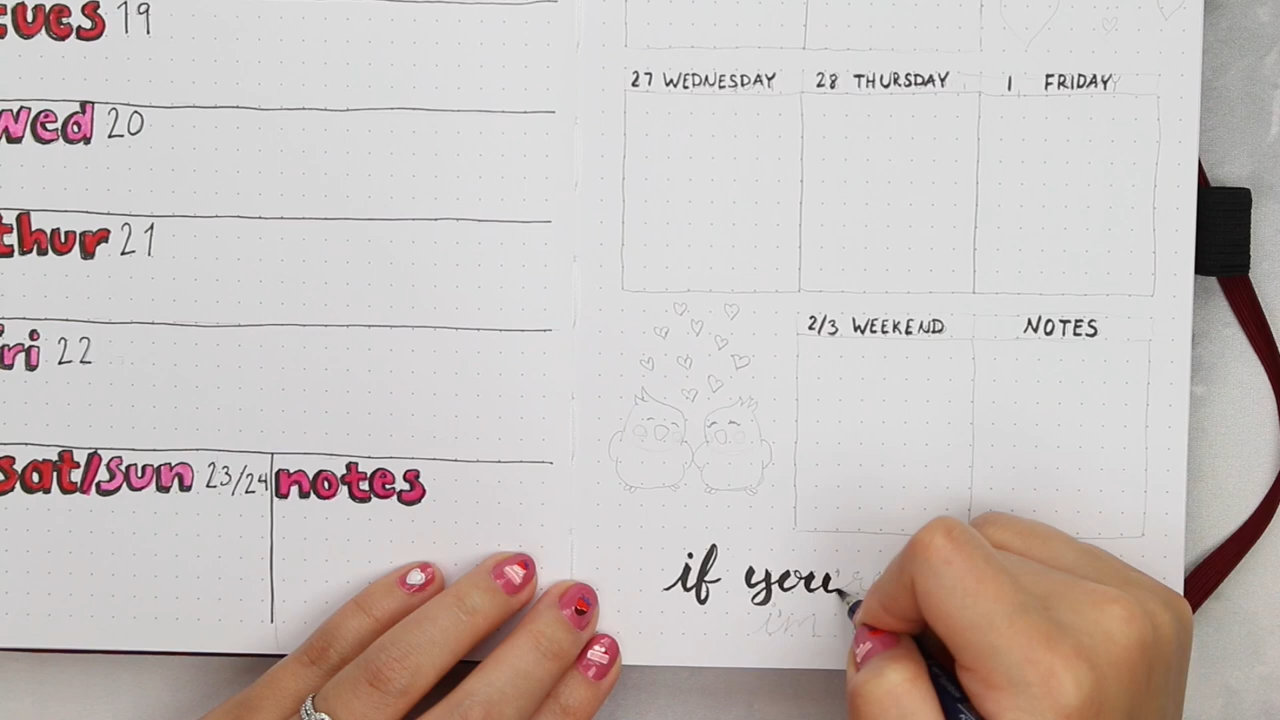 tues 19
wed 20
thur 21
fri 22
sat/sun 23/24 notes
27 WEDNESDAY 28 THURSDAY 1 FRIDAY
2/3 WEEKEND NOTES
if you
im